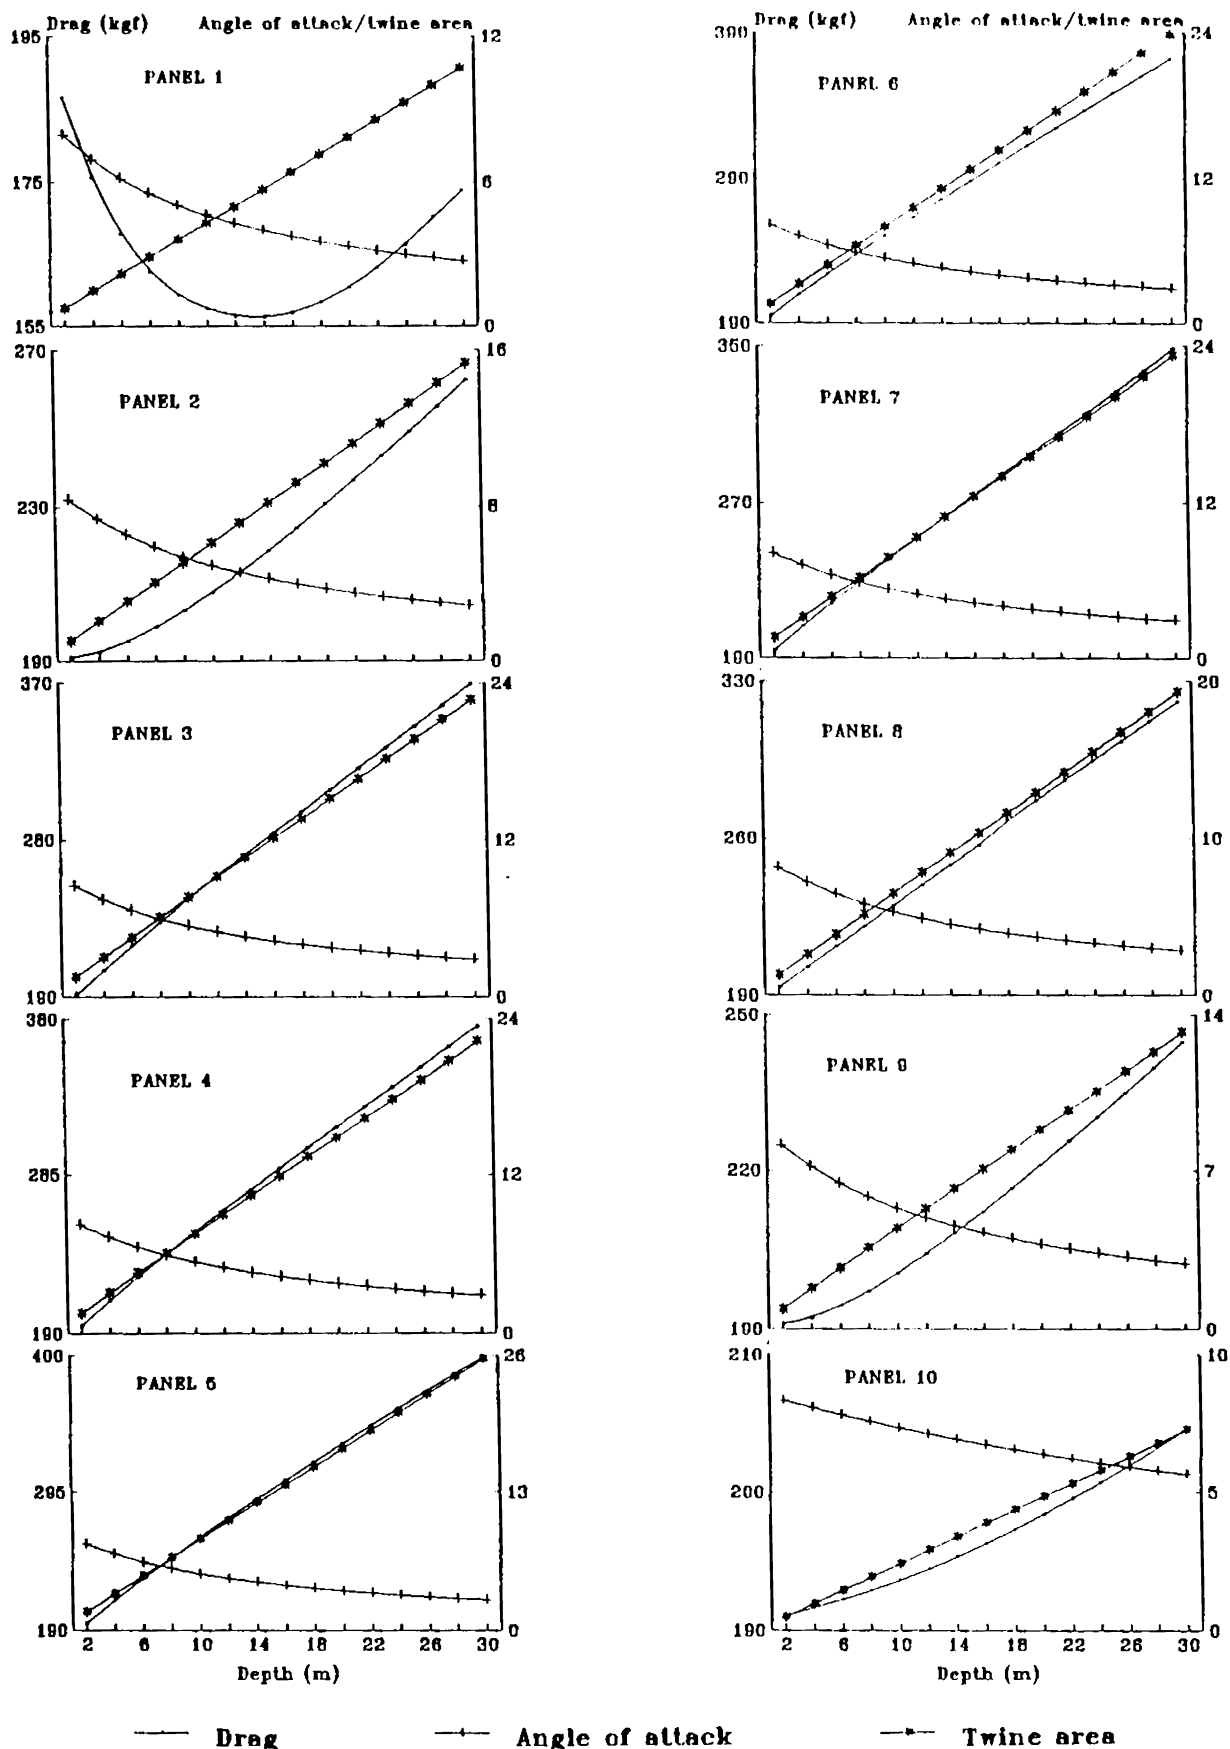 Drag (kgf) Angle of attack/twine area
195 12
PANEL 1
175 6
155 0
270 16
PANEL 2
230 8
190 0
370 24
PANEL 3
280 12
190 0
380 24
PANEL 4
285 12
190 0
400 26
PANEL 5
295 13
190 0
2 6 10 14 18 22 26 30
Depth (m)
Drag (kgf) Angle of attack/twine area
390 24
PANEL 6
290 12
190 0
350 24
PANEL 7
270 12
190 0
330 20
PANEL 8
260 10
190 0
250 14
PANEL 9
220 7
190 0
210 10
PANEL 10
200 5
190 0
2 6 10 14 18 22 26 30
Depth (m)
Drag Angle of attack Twine area